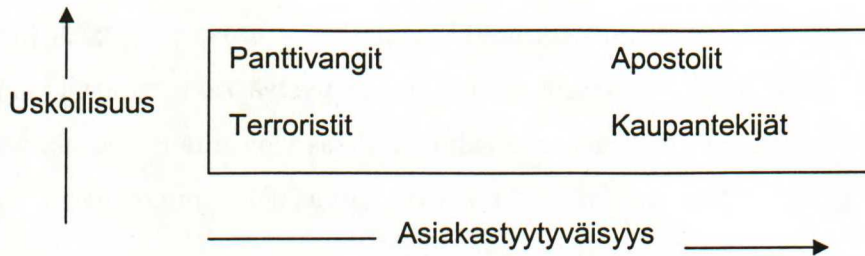 Panttivangit Apostolit
Uskollisuus
Terroristit Kaupantekijät
Asiakastyytyväisyys